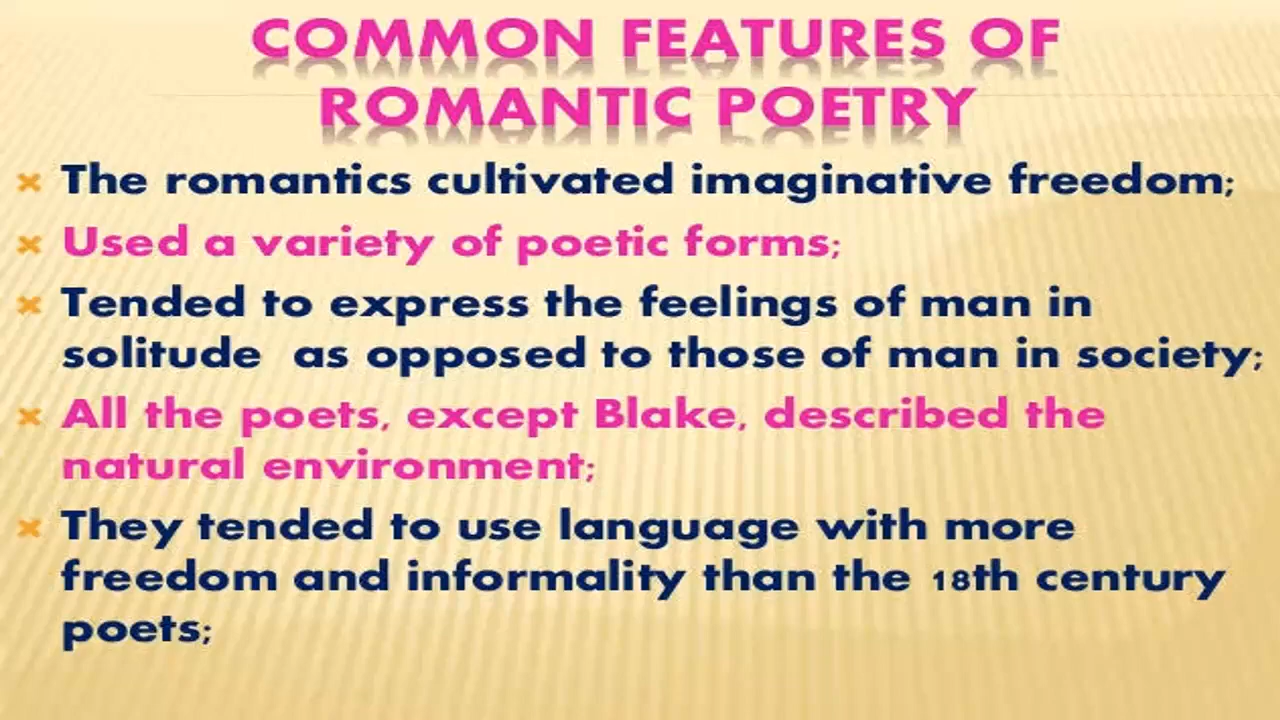 COMMON FEATURES OF
ROMANTIC POETRY
The romantics cultivated imaginative freedom;
Used a variety of poetic forms;
Tended to express the feelings of man in
solitude as opposed to those of man in society;
All the poets, except Blake, described the
natural environment;
They tended to use language with more
freedom and informality than the 18th century
poets;